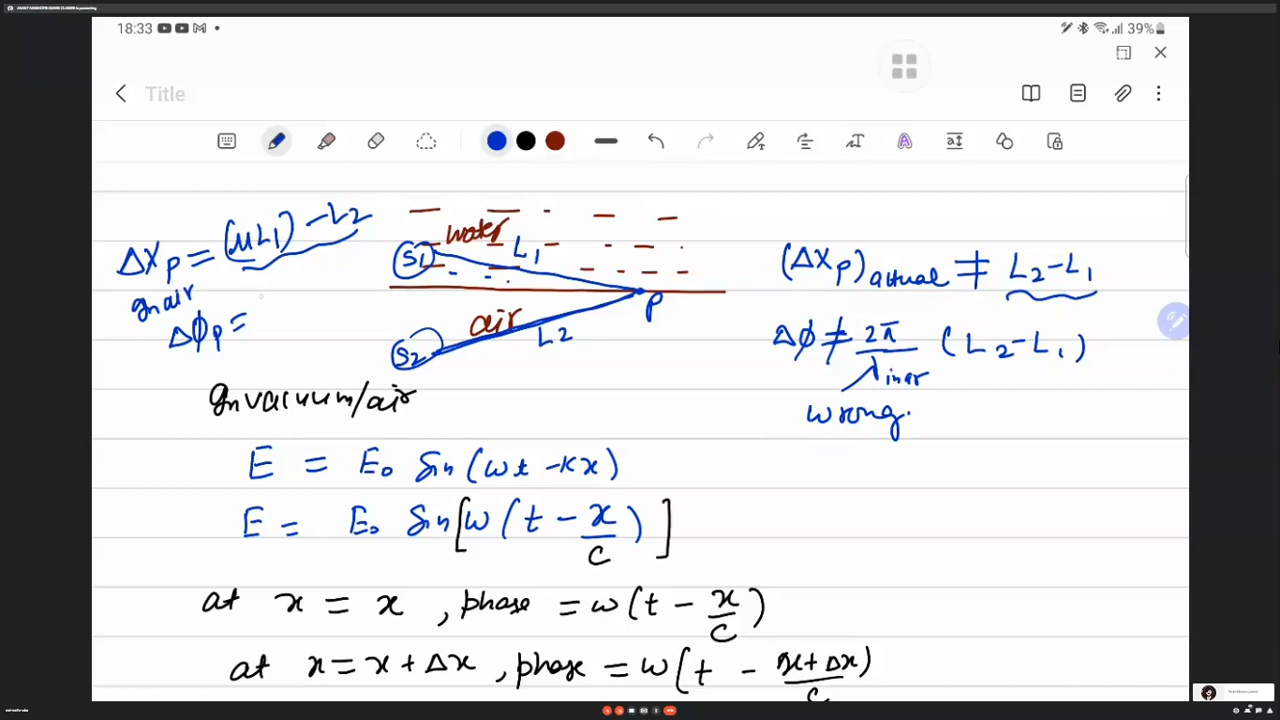 18:33
39%
Title
ΔXp = (μL1) - L2
In air
Δϕp =
water
S1
L1
P
air
S2
L2
(ΔXp)actual ≠ L2 - L1
Δϕ ≠ 2π/λinair (L2 - L1)
wrong.
In vacuum/air
E = E0 Sin(ωt - Kx)
E = E0 Sin[ω(t - x/C)]
at x = x, phase = ω(t - x/C)
at x = x + Δx, phase = ω(t - x+Δx/C)